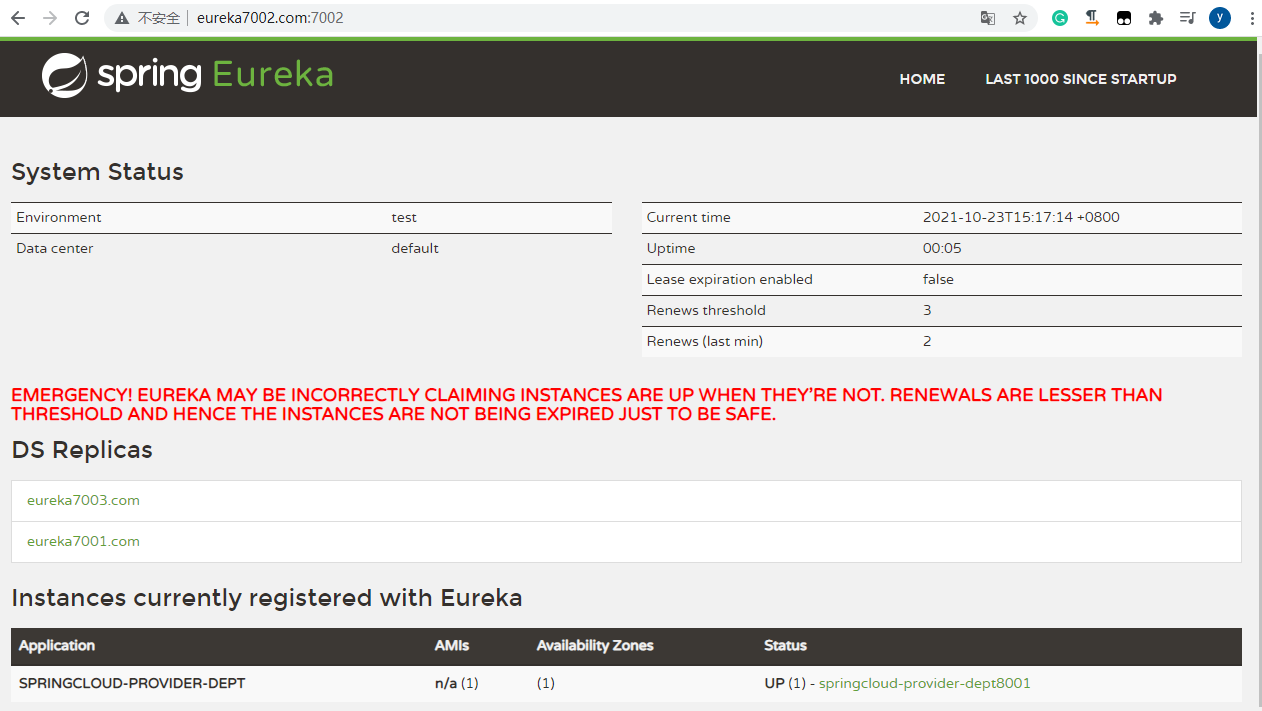 不安全 | eureka7002.com:7002
y
spring Eureka
HOME LAST 1000 SINCE STARTUP
System Status
Environment test
Data center default
Current time 2021-10-23T15:17:14 +0800
Uptime 00:05
Lease expiration enabled false
Renews threshold 3
Renews (last min) 2
EMERGENCY! EUREKA MAY BE INCORRECTLY CLAIMING INSTANCES ARE UP WHEN THEY'RE NOT. RENEWALS ARE LESSER THAN
THRESHOLD AND HENCE THE INSTANCES ARE NOT BEING EXPIRED JUST TO BE SAFE.
DS Replicas
eureka7003.com
eureka7001.com
Instances currently registered with Eureka
Application AMIs Availability Zones Status
SPRINGCLOUD-PROVIDER-DEPT n/a (1) (1) UP (1) - springcloud-provider-dept8001